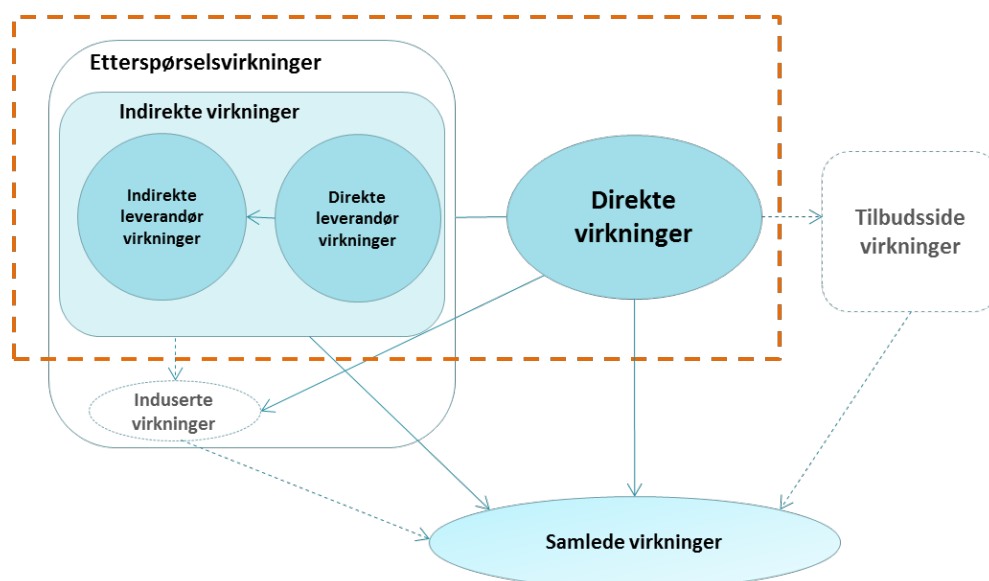 Etterspørselsvirkninger
Indirekte virkninger
Indirekte
leverandør
virkninger
Direkte
leverandør
virkninger
Direkte
virkninger
Tilbudsside
virkninger
Induserte
virkninger
Samlede virkninger